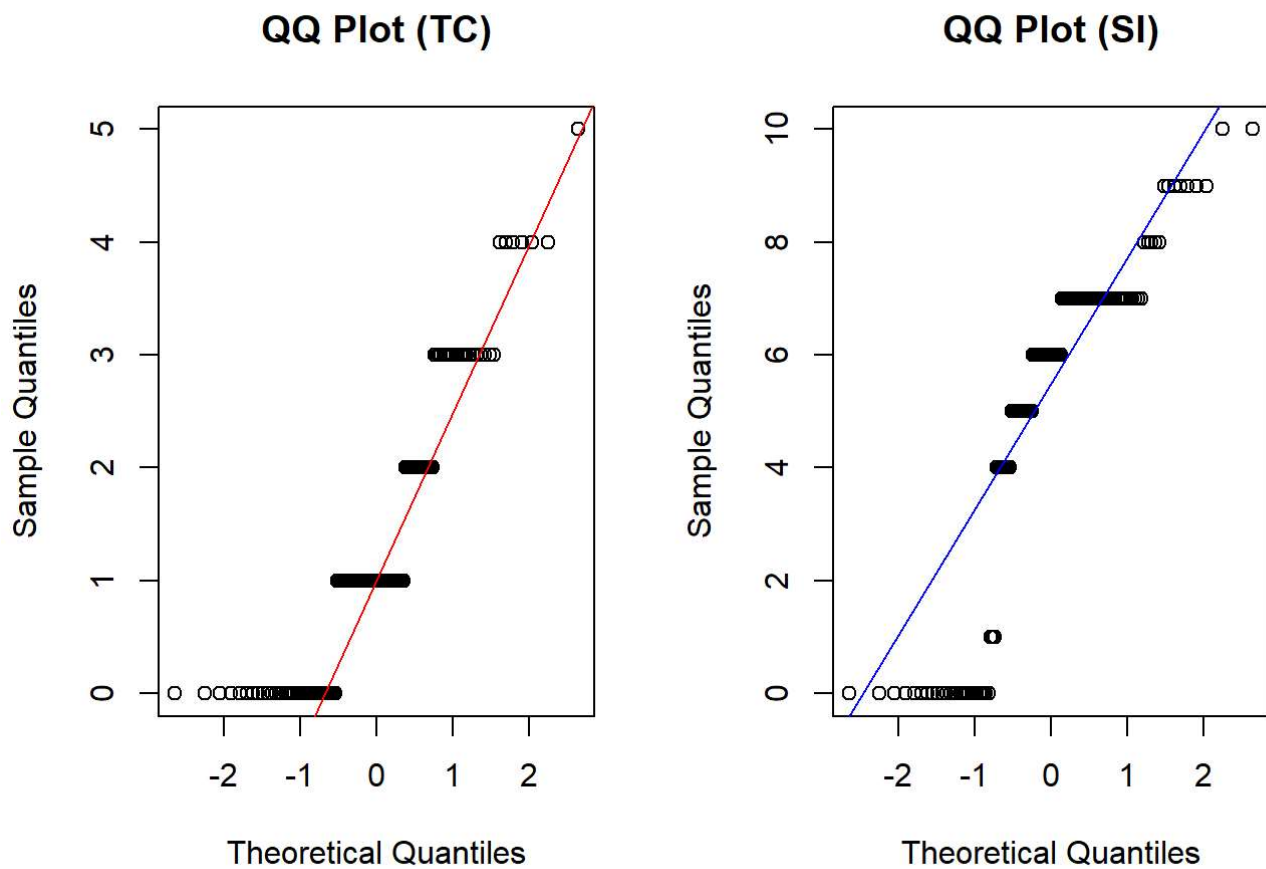 QQ Plot (TC)
Sample Quantiles
5
4
3
2
1
0
-2 -1 0 1 2
Theoretical Quantiles
QQ Plot (SI)
Sample Quantiles
10
8
6
4
2
0
-2 -1 0 1 2
Theoretical Quantiles